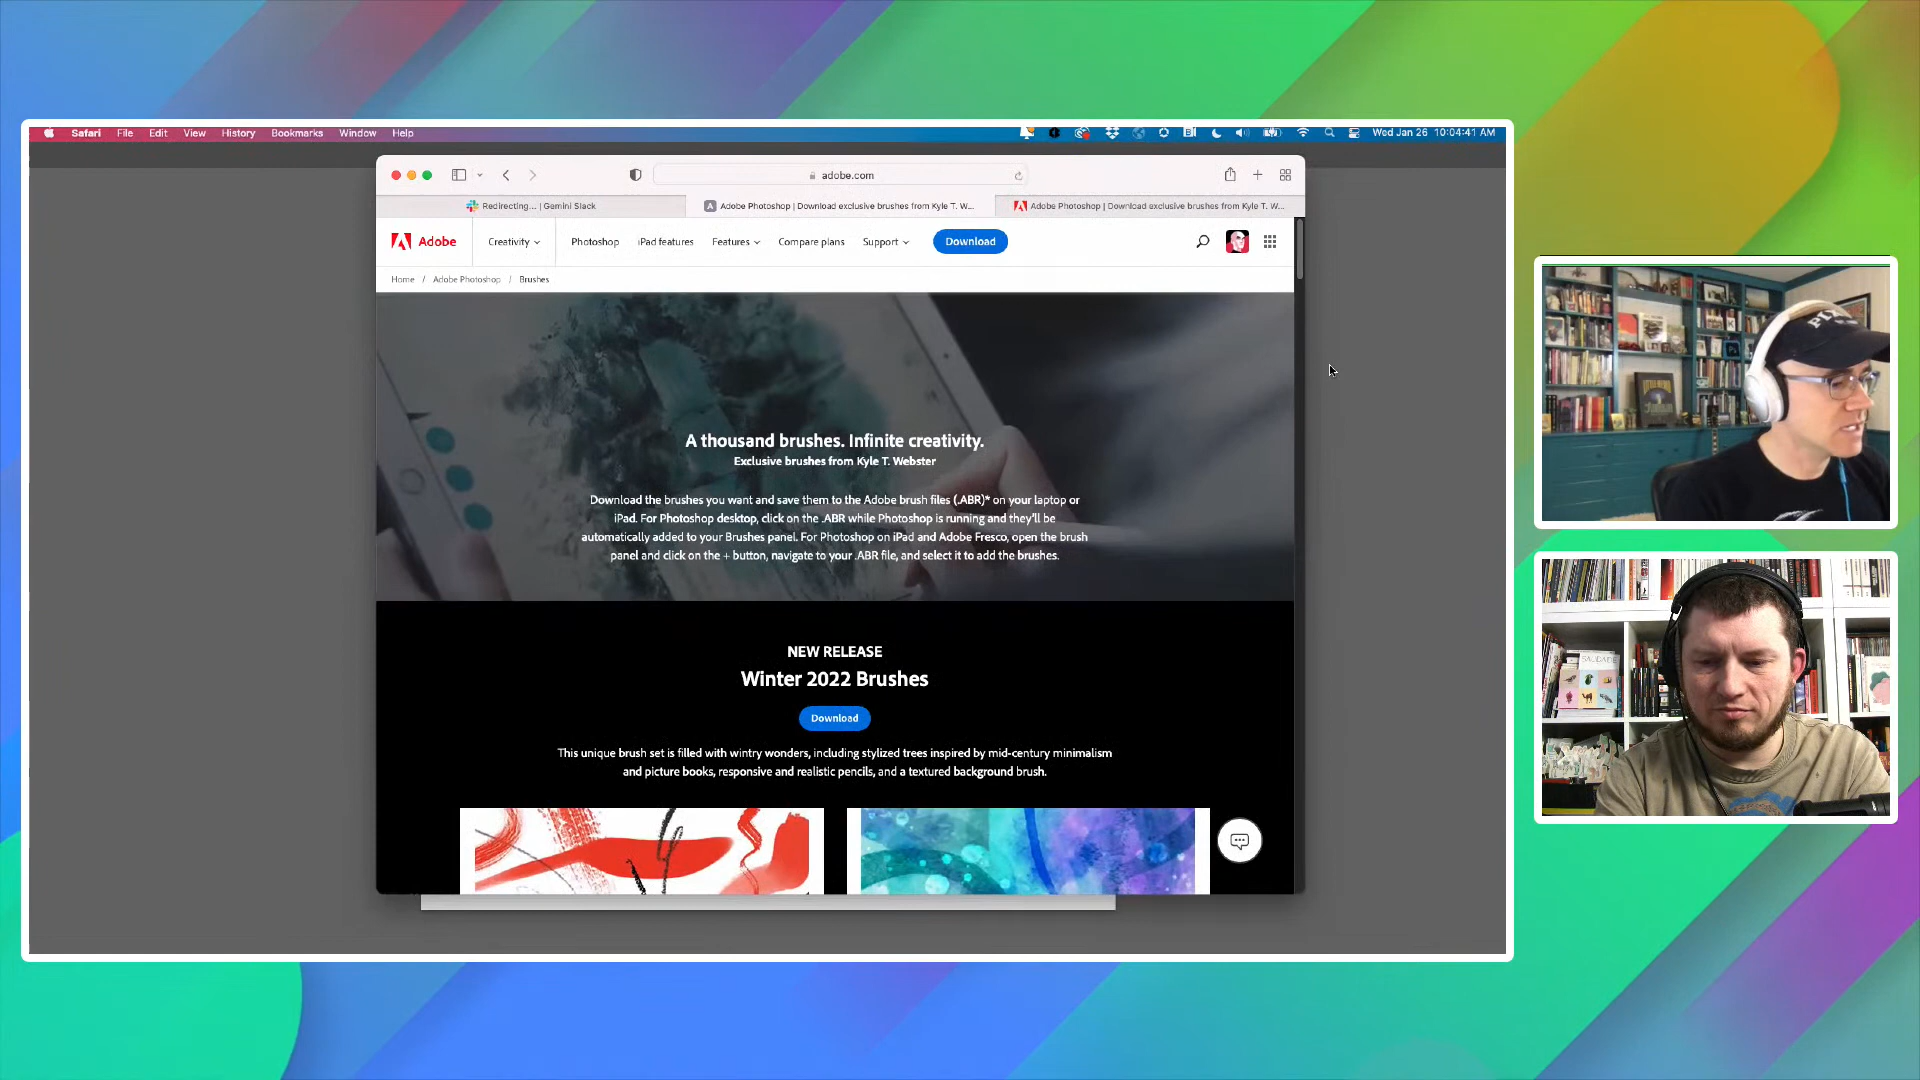 Safari File Edit View History Bookmarks Window Help
Wed Jan 26 10:04:41 AM
adobe.com
Redirecting... | Gemini Slack
Adobe Photoshop | Download exclusive brushes from Kyle T. W...
Adobe Photoshop | Download exclusive brushes from Kyle T. W...
Adobe
Creativity
Photoshop
iPad features
Features
Compare plans
Support
Download
Home / Adobe Photoshop / Brushes
A thousand brushes. Infinite creativity.
Exclusive brushes from Kyle T. Webster
Download the brushes you want and save them to the Adobe brush files (.ABR)* on your laptop or
iPad. For Photoshop desktop, click on the .ABR while Photoshop is running and they'll be
automatically added to your Brushes panel. For Photoshop on iPad and Adobe Fresco, open the brush
panel and click on the + button, navigate to your .ABR file, and select it to add the brushes.
NEW RELEASE
Winter 2022 Brushes
Download
This unique brush set is filled with wintry wonders, including stylized trees inspired by mid-century minimalism
and picture books, responsive and realistic pencils, and a textured background brush.